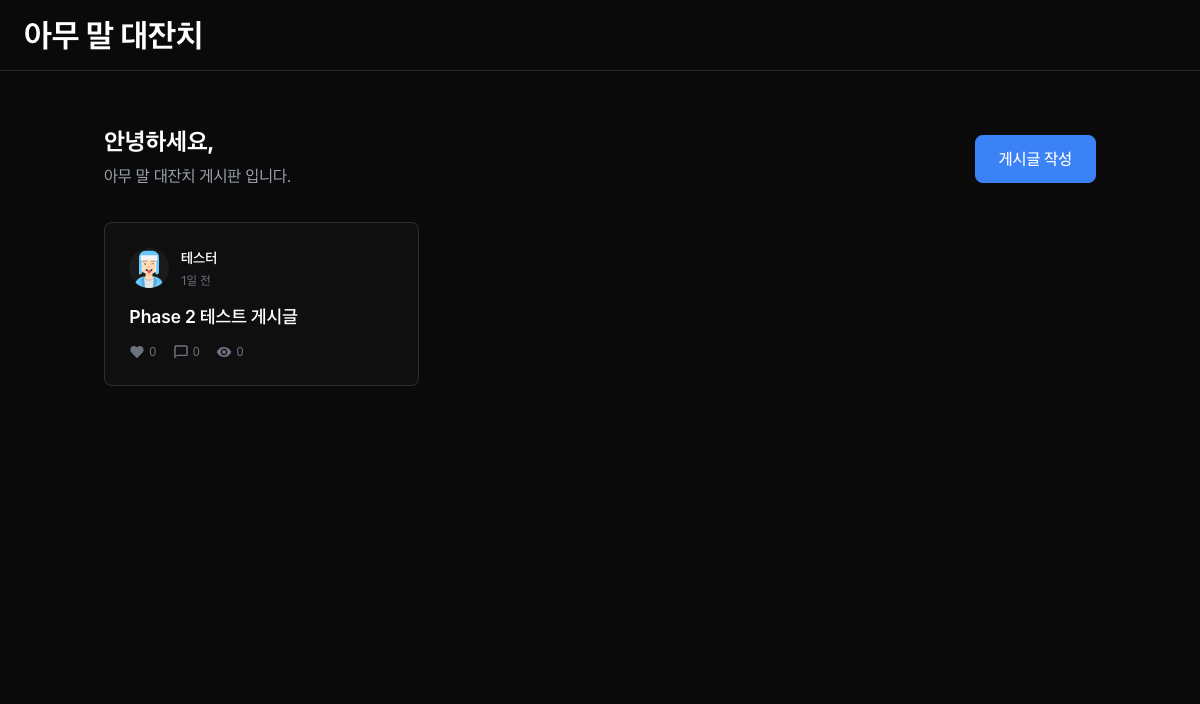 아무 말 대잔치
안녕하세요,
아무 말 대잔치 게시판 입니다.
게시글 작성
테스터
1일 전
Phase 2 테스트 게시글
0 0 0